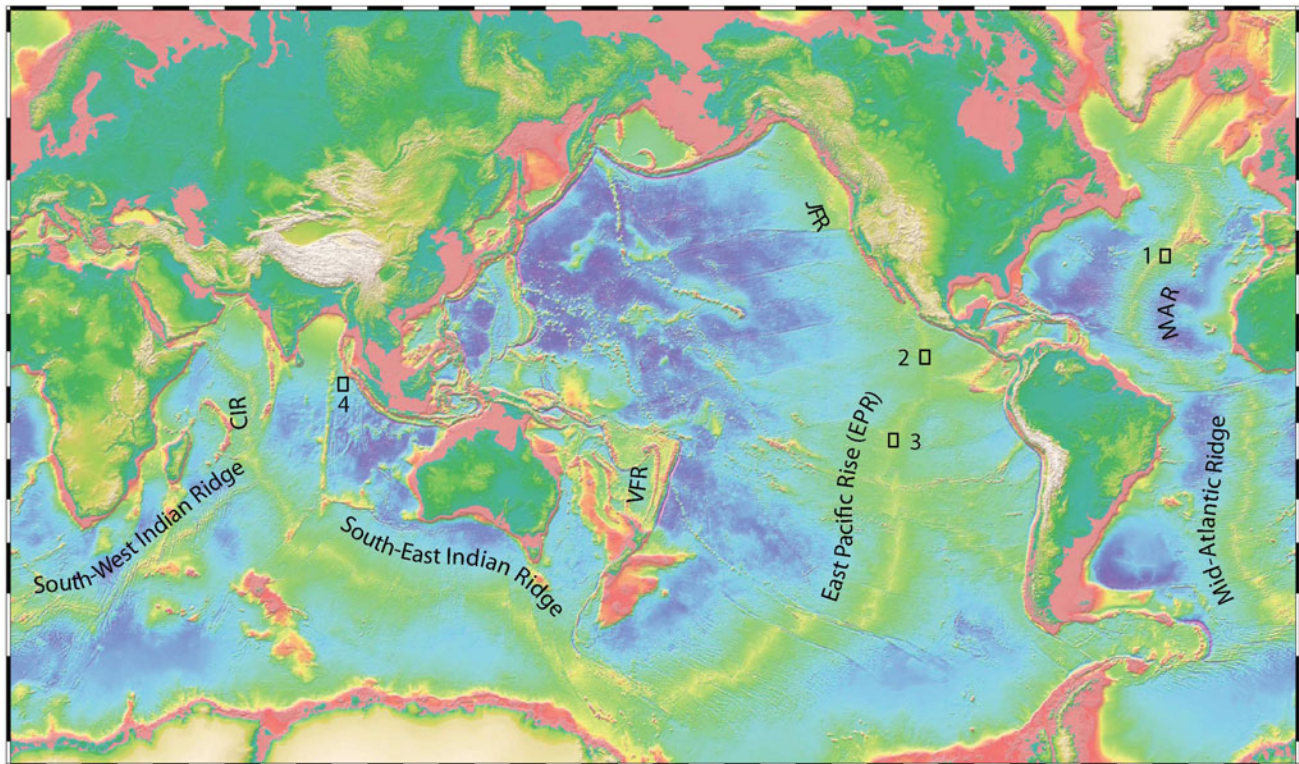 JFR
1
MAR
2
4
CIR
3
VFR
East Pacific Rise (EPR)
Mid-Atlantic Ridge
South-West Indian Ridge
South-East Indian Ridge